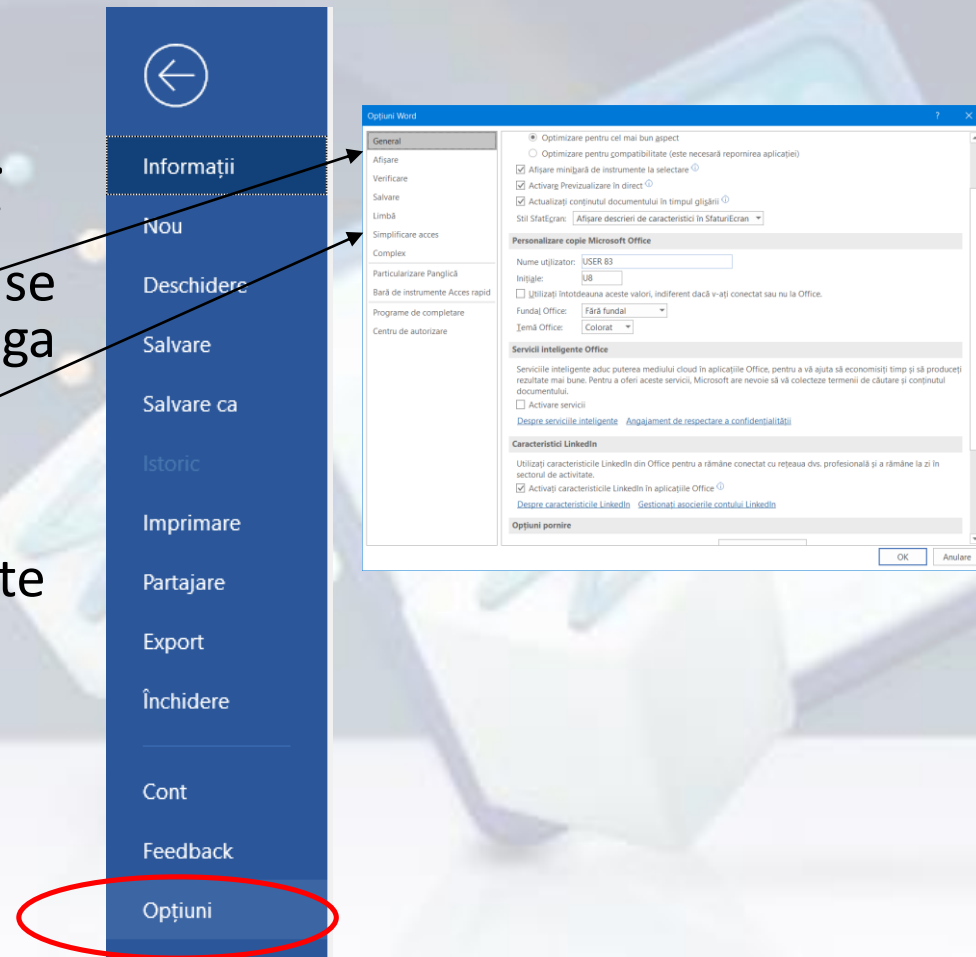 se
ga
te
Informații
Nou
Deschidere
Salvare
Salvare ca
Istoric
Imprimare
Partajare
Export
Închidere
Cont
Feedback
Opțiuni
Opțiuni Word
General
Afișare
Verificare
Salvare
Limbă
Simplificare acces
Complex
Particularizare Panglică
Bară de instrumente Acces rapid
Programe de completare
Centru de autorizare
Optimizare pentru cel mai bun aspect
Optimizare pentru compatibilitate (este necesară repornirea aplicației)
Afișare minibară de instrumente la selectare
Activare Previzualizare în direct
Actualizați conținutul documentului în timpul glisării
Stil SfatEcran: Afișare descrieri de caracteristici în SfaturiEcran
Personalizare copie Microsoft Office
Nume utilizator: USER 83
Inițiale: U8
Utilizați întotdeauna aceste valori, indiferent dacă v-ați conectat sau nu la Office.
Fundal Office: Fără fundal
Temă Office: Colorat
Servicii inteligente Office
Serviciile inteligente aduc puterea mediului cloud în aplicațiile Office, pentru a vă ajuta să economisiți timp și să produceți
rezultate mai bune. Pentru a oferi aceste servicii, Microsoft are nevoie să vă colecteze termenii de căutare și conținutul
documentului.
Activare servicii
Despre serviciile inteligente Angajament de respectare a confidențialității
Caracteristici LinkedIn
Utilizați caracteristicile LinkedIn din Office pentru a rămâne conectat cu rețeaua dvs. profesională și a rămâne la zi în
sectorul de activitate.
Activați caracteristicile LinkedIn în aplicațiile Office
Despre caracteristicile LinkedIn Gestionați asocierile contului LinkedIn
Opțiuni pornire
OK Anulare